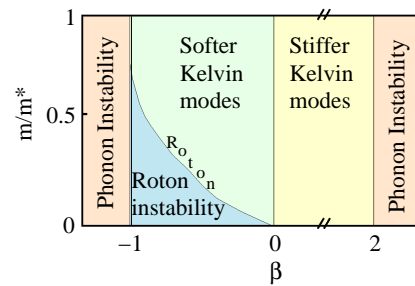 1
0.5
0
m/m*
Phonon Instability
Softer
Kelvin
modes
Stiffer
Kelvin
modes
Phonon Instability
Roton
Roton
instability
−1
0
2
β